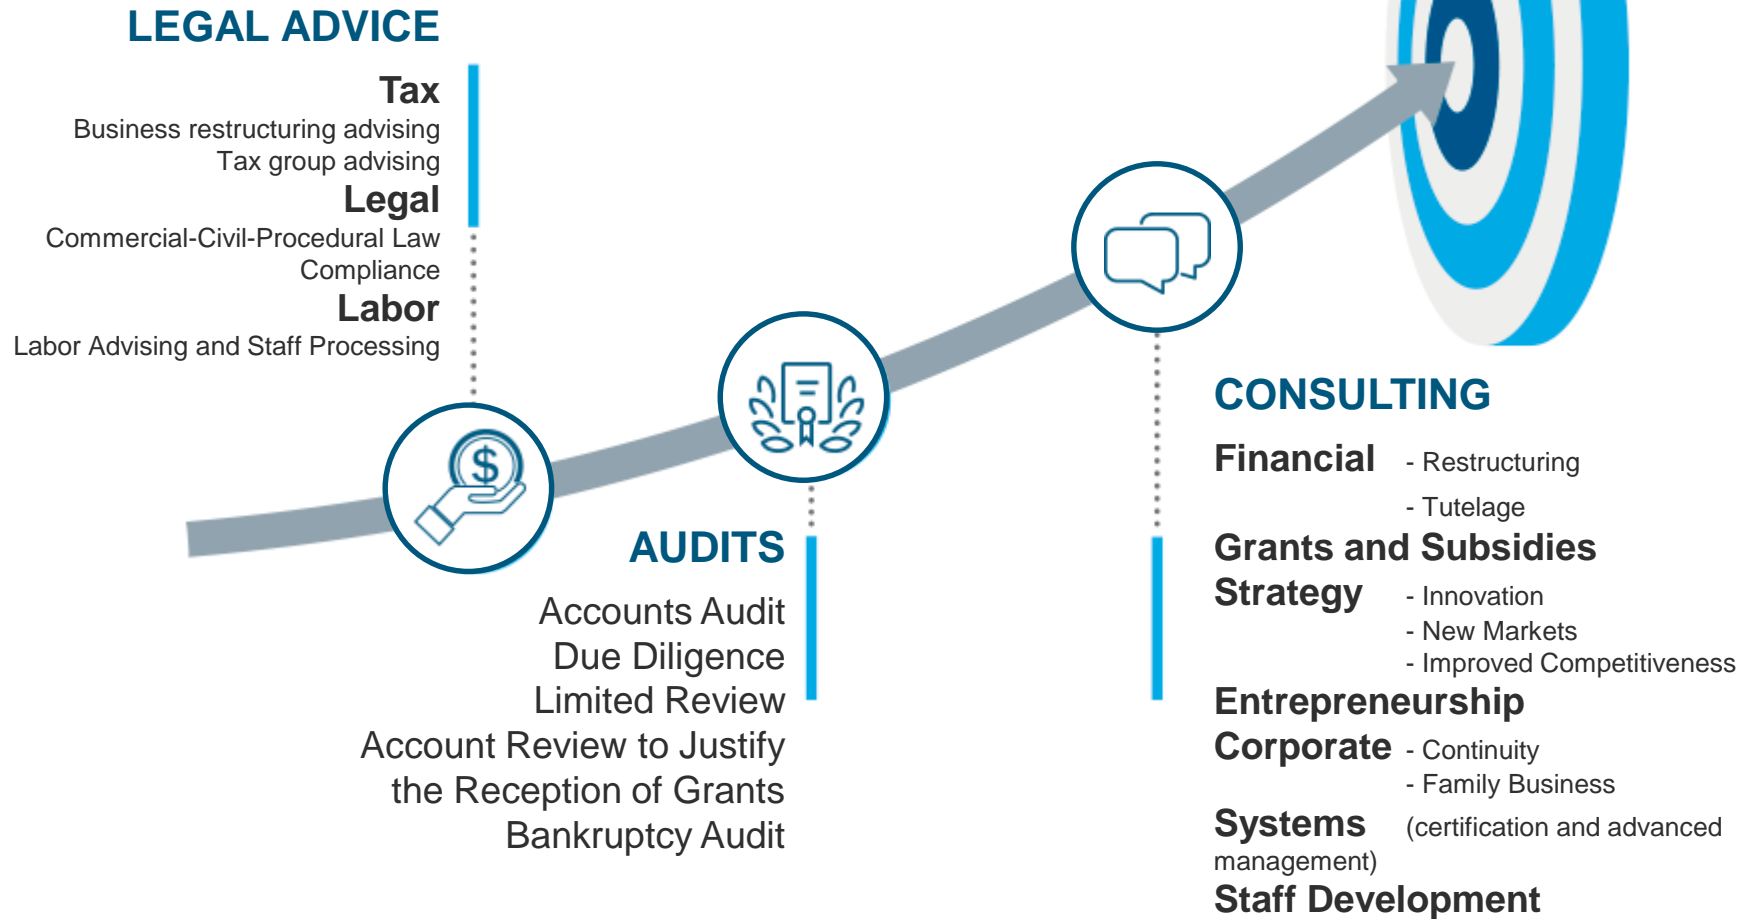 LEGAL ADVICE
Tax
Business restructuring advising
Tax group advising
Legal
Commercial-Civil-Procedural Law
Compliance
Labor
Labor Advising and Staff Processing
$
AUDITS
Accounts Audit
Due Diligence
Limited Review
Account Review to Justify
the Reception of Grants
Bankruptcy Audit
CONSULTING
Financial - Restructuring
- Tutelage
Grants and Subsidies
Strategy - Innovation
- New Markets
- Improved Competitiveness
Entrepreneurship
Corporate - Continuity
- Family Business
Systems (certification and advanced
management)
Staff Development